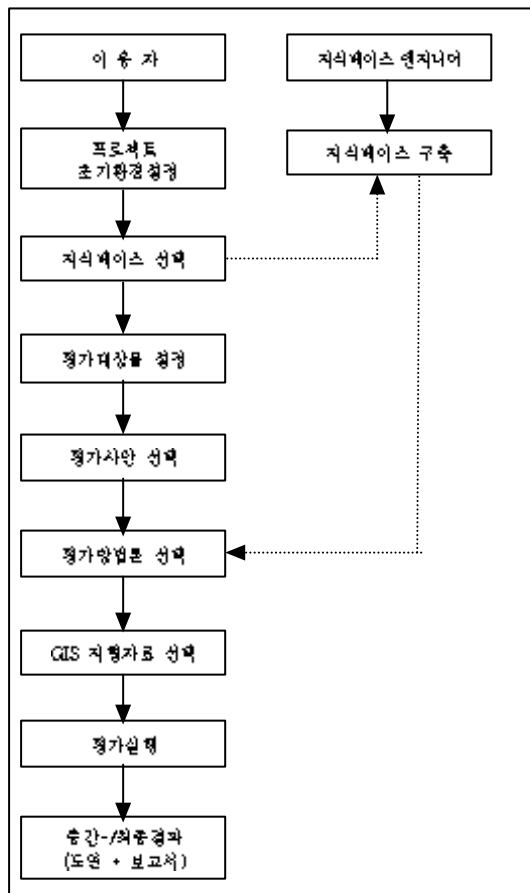 이 용 자
지식베이스 엔지니어
프로젝트
초기환경설정
지식베이스 구축
지식베이스 선택
평가대상물 설정
평가사안 선택
평가방법론 선택
GIS 지형자료 선택
평가실행
중간-/최종결과
(도면 + 보고서)